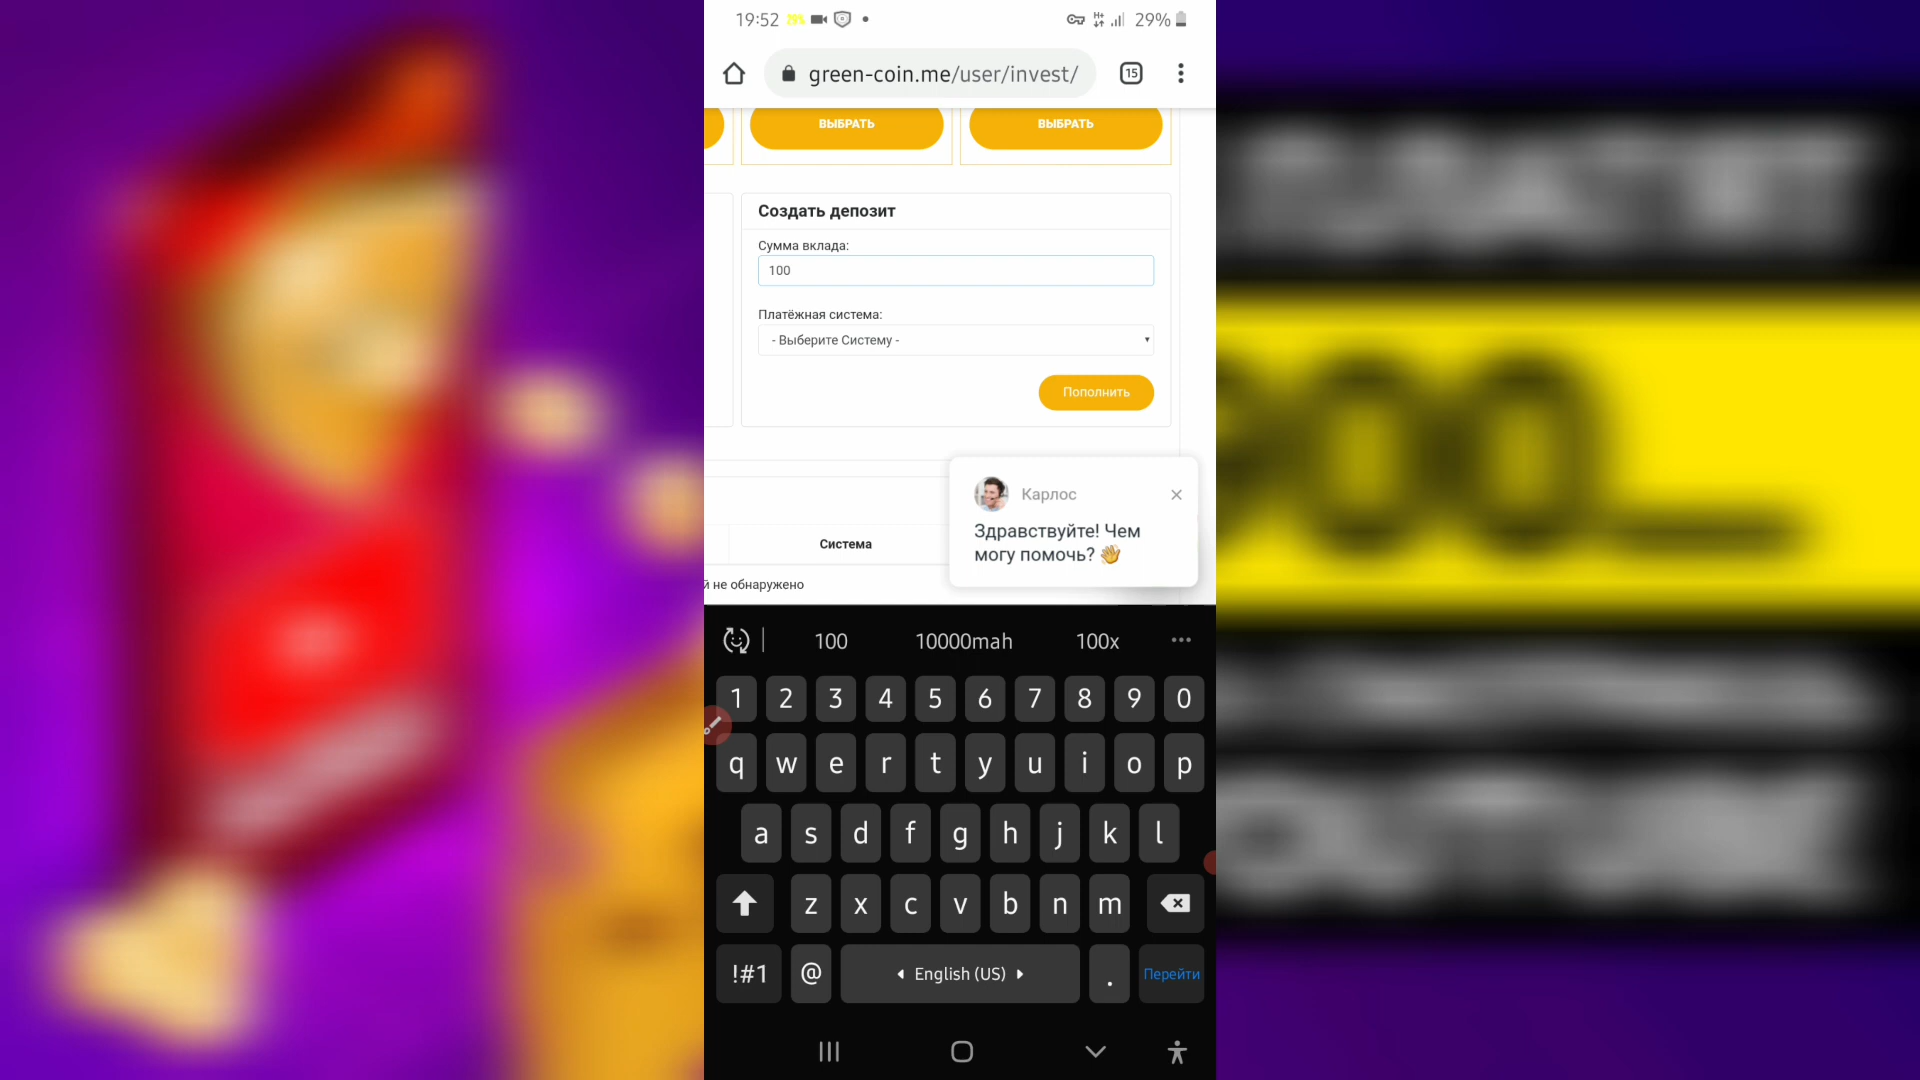 19:52
29%
green-coin.me/user/invest/
15
ВЫБРАТЬ
ВЫБРАТЬ
Создать депозит
Сумма вклада:
100
Платёжная система:
- Выберите Систему -
Пополнить
Карлос
Здравствуйте! Чем
могу помочь? 👋
Система
й не обнаружено
100 10000mah 100x
1 2 3 4 5 6 7 8 9 0
q w e r t y u i o p
a s d f g h j k l
z x c v b n m
!#1 @ English (US) . Перейти